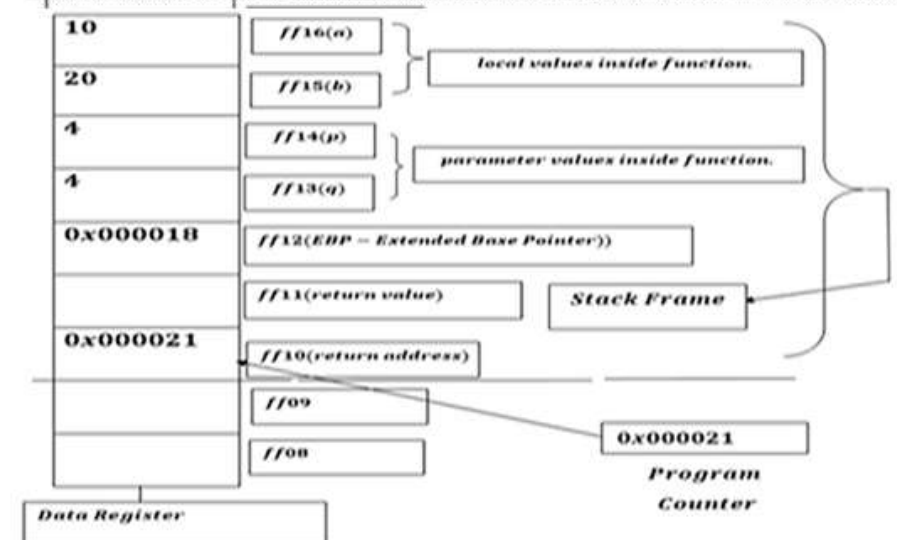 10
ff16(a)
local values inside function.
20
ff15(b)
4
ff14(p)
parameter values inside function.
4
ff13(q)
0x000018
ff12(EBP - Extended Base Pointer))
ff11(return value)
Stack Frame
0x000021
ff10(return address)
ff09
0x000021
ff08
Program
Counter
Data Register